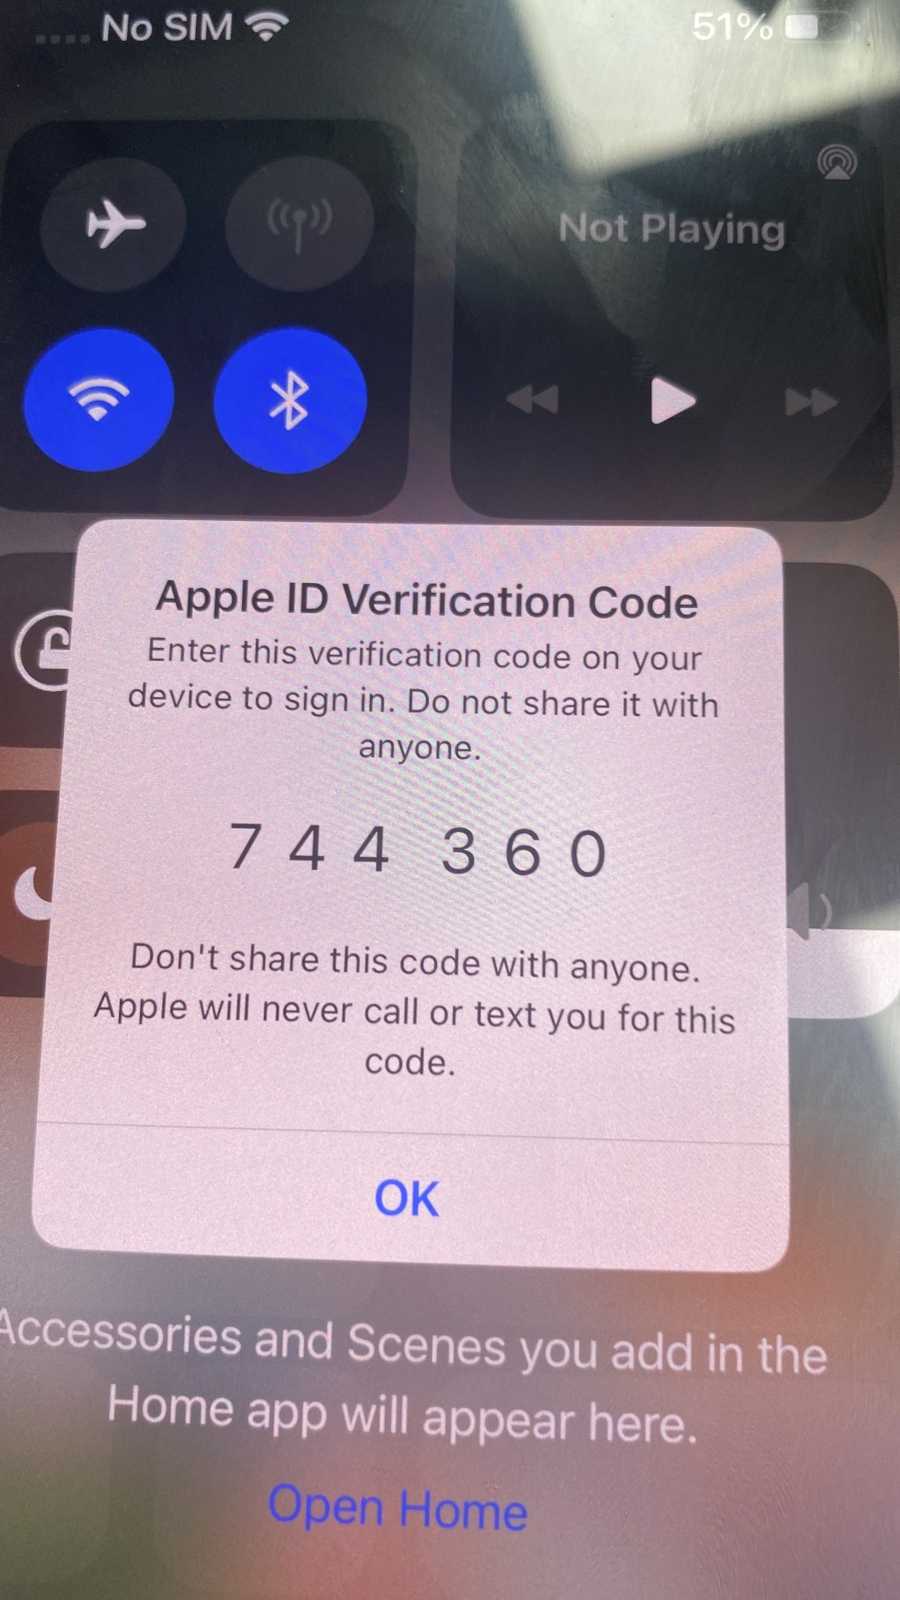 No SIM 51%
Not Playing
Apple ID Verification Code
Enter this verification code on your
device to sign in. Do not share it with
anyone.
744 360
Don't share this code with anyone.
Apple will never call or text you for this
code.
OK
Accessories and Scenes you add in the
Home app will appear here.
Open Home